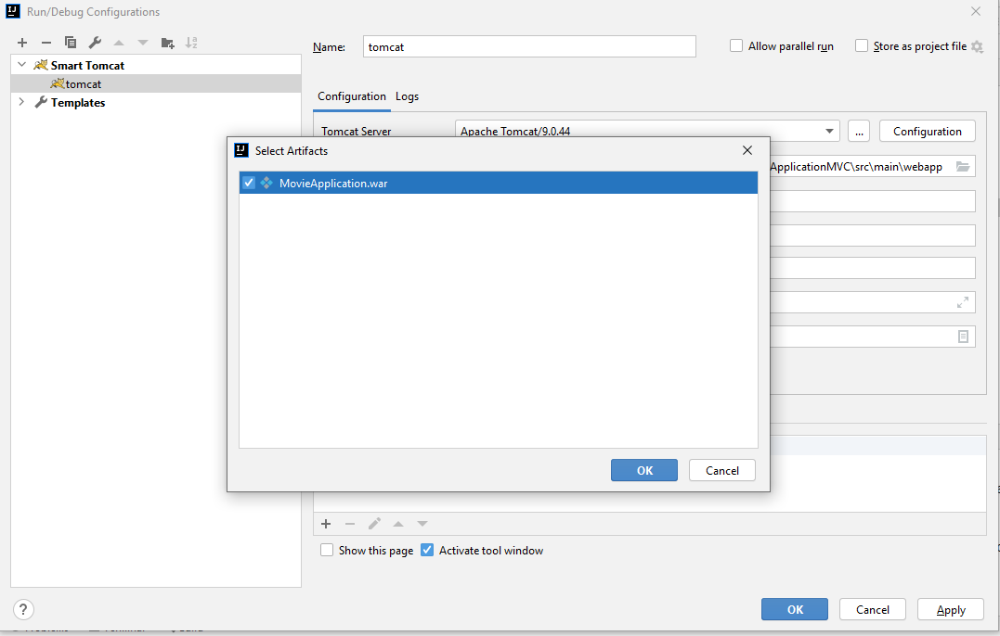 Run/Debug Configurations
Smart Tomcat
tomcat
Templates
Name:
tomcat
Allow parallel run
Store as project file
Configuration Logs
Tomcat Server
Apache Tomcat/9.0.44
...
Configuration
ApplicationMVC\src\main\webapp
Select Artifacts
MovieApplication.war
OK
Cancel
Show this page
Activate tool window
?
OK
Cancel
Apply